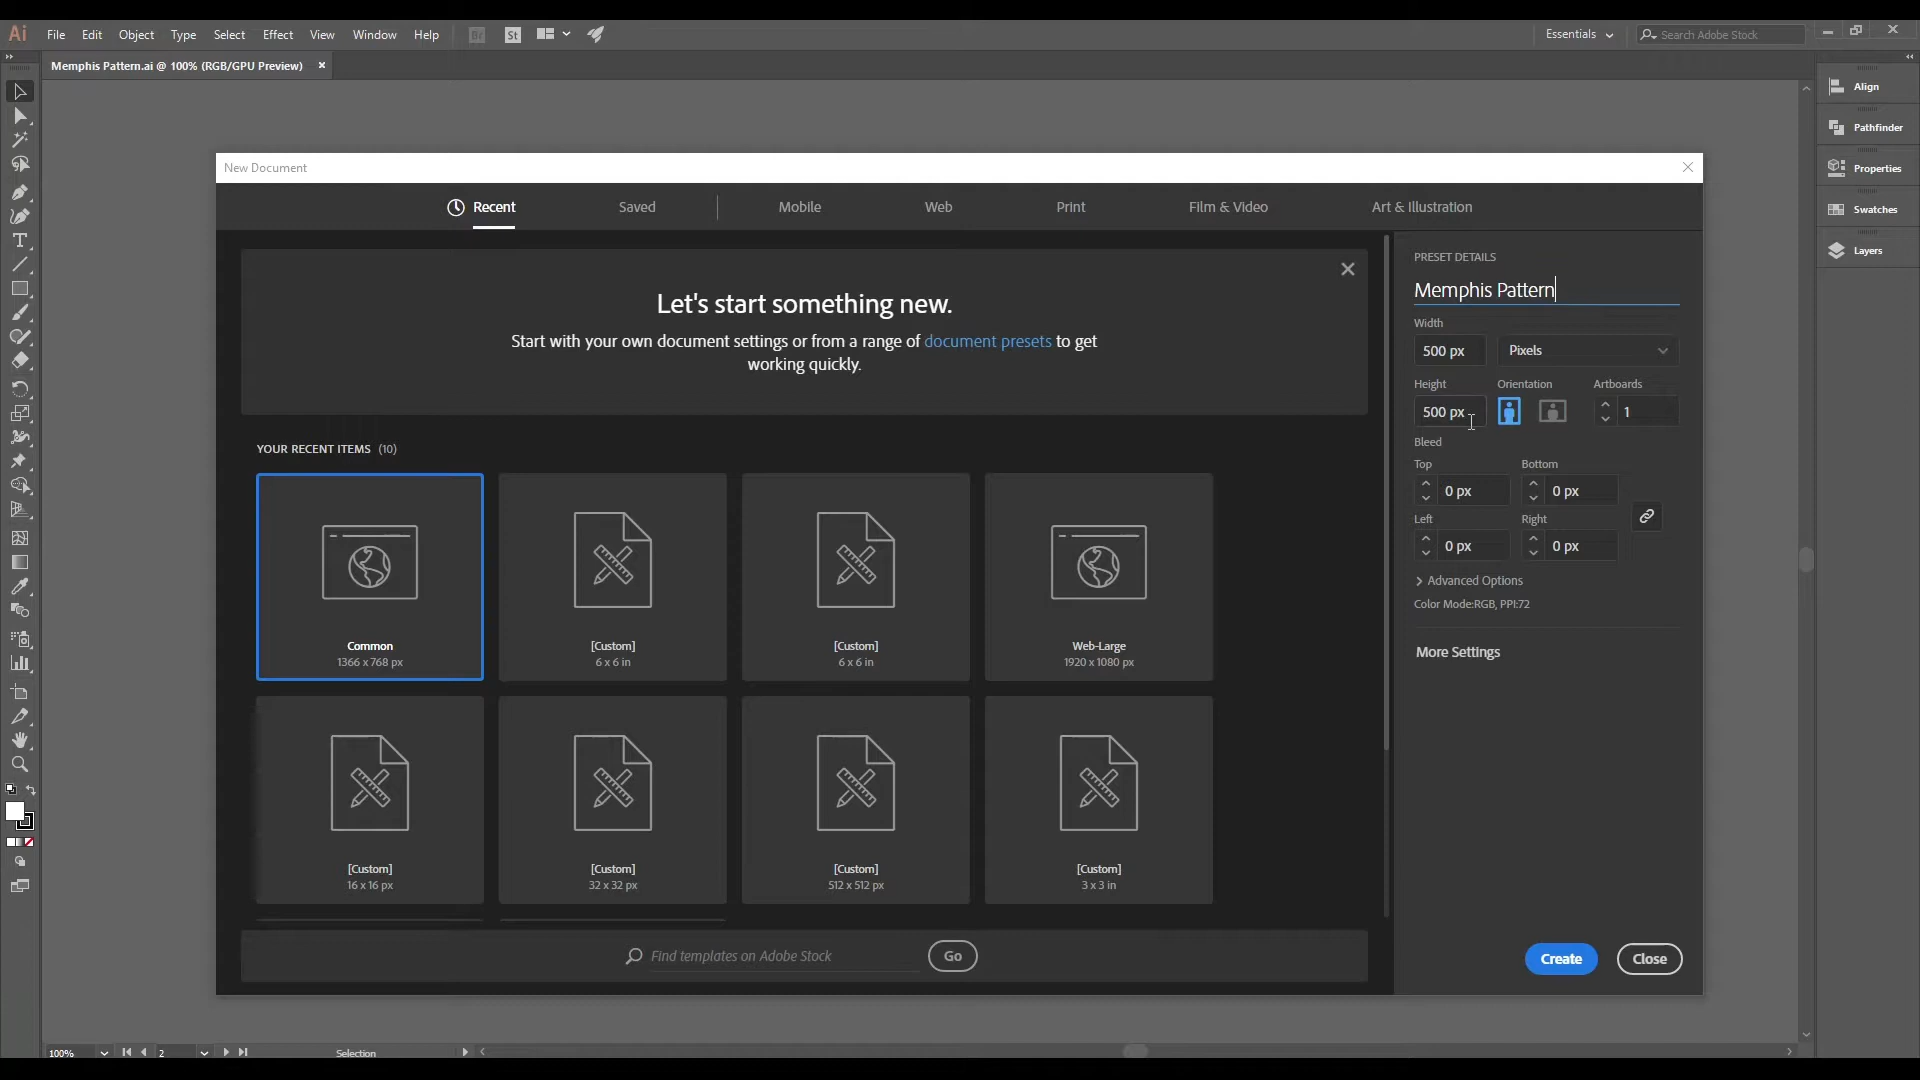 Ai File Edit Object Type Select Effect View Window Help Br St Essentials Search Adobe Stock
Memphis Pattern.ai @ 100% (RGB/GPU Preview)
New Document
Recent Saved Mobile Web Print Film & Video Art & Illustration
Let's start something new.
Start with your own document settings or from a range of document presets to get
working quickly.
YOUR RECENT ITEMS (10)
Common
1366 x 768 px
[Custom]
6 x 6 in
[Custom]
6 x 6 in
Web-Large
1920 x 1080 px
[Custom]
16 x 16 px
[Custom]
32 x 32 px
[Custom]
512 x 512 px
[Custom]
3 x 3 in
Find templates on Adobe Stock Go
PRESET DETAILS
Memphis Pattern
Width
500 px Pixels
Height Orientation Artboards
500 px 1
Bleed
Top Bottom
0 px 0 px
Left Right
0 px 0 px
Advanced Options
Color Mode:RGB, PPI:72
More Settings
Create Close
Align
Pathfinder
Properties
Swatches
Layers
100% 2 Selection